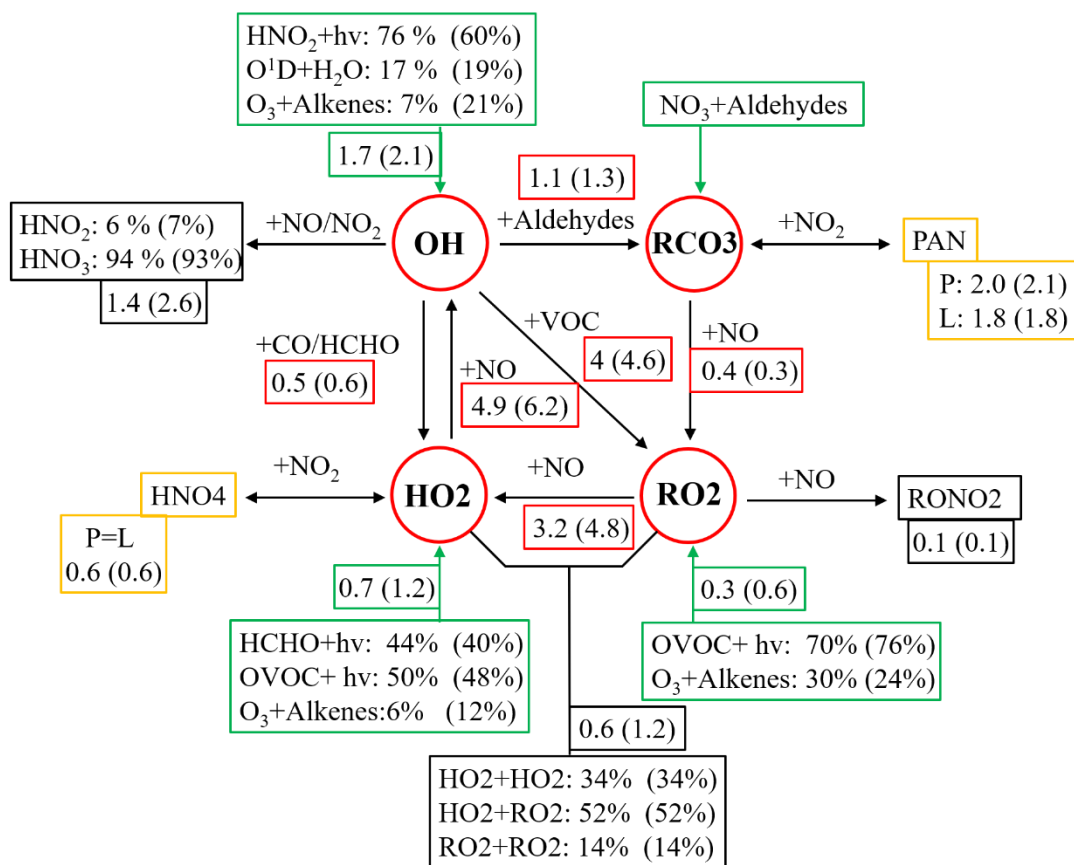 HNO₂+hν: 76 % (60%)
O¹D+H₂O: 17 % (19%)
O₃+Alkenes: 7% (21%)
1.7 (2.1)
NO₃+Aldehydes
1.1 (1.3)
+Aldehydes
HNO₂: 6 % (7%)
HNO₃: 94 % (93%)
1.4 (2.6)
+NO/NO₂
OH
RCO3
+NO₂
PAN
P: 2.0 (2.1)
L: 1.8 (1.8)
+CO/HCHO
0.5 (0.6)
+NO
4.9 (6.2)
+VOC
4 (4.6)
+NO
0.4 (0.3)
HNO4
P=L
0.6 (0.6)
+NO₂
HO2
+NO
3.2 (4.8)
RO2
+NO
RONO2
0.1 (0.1)
0.7 (1.2)
HCHO+hν: 44% (40%)
OVOC+ hν: 50% (48%)
O₃+Alkenes:6% (12%)
0.3 (0.6)
OVOC+ hν: 70% (76%)
O₃+Alkenes: 30% (24%)
0.6 (1.2)
HO2+HO2: 34% (34%)
HO2+RO2: 52% (52%)
RO2+RO2: 14% (14%)